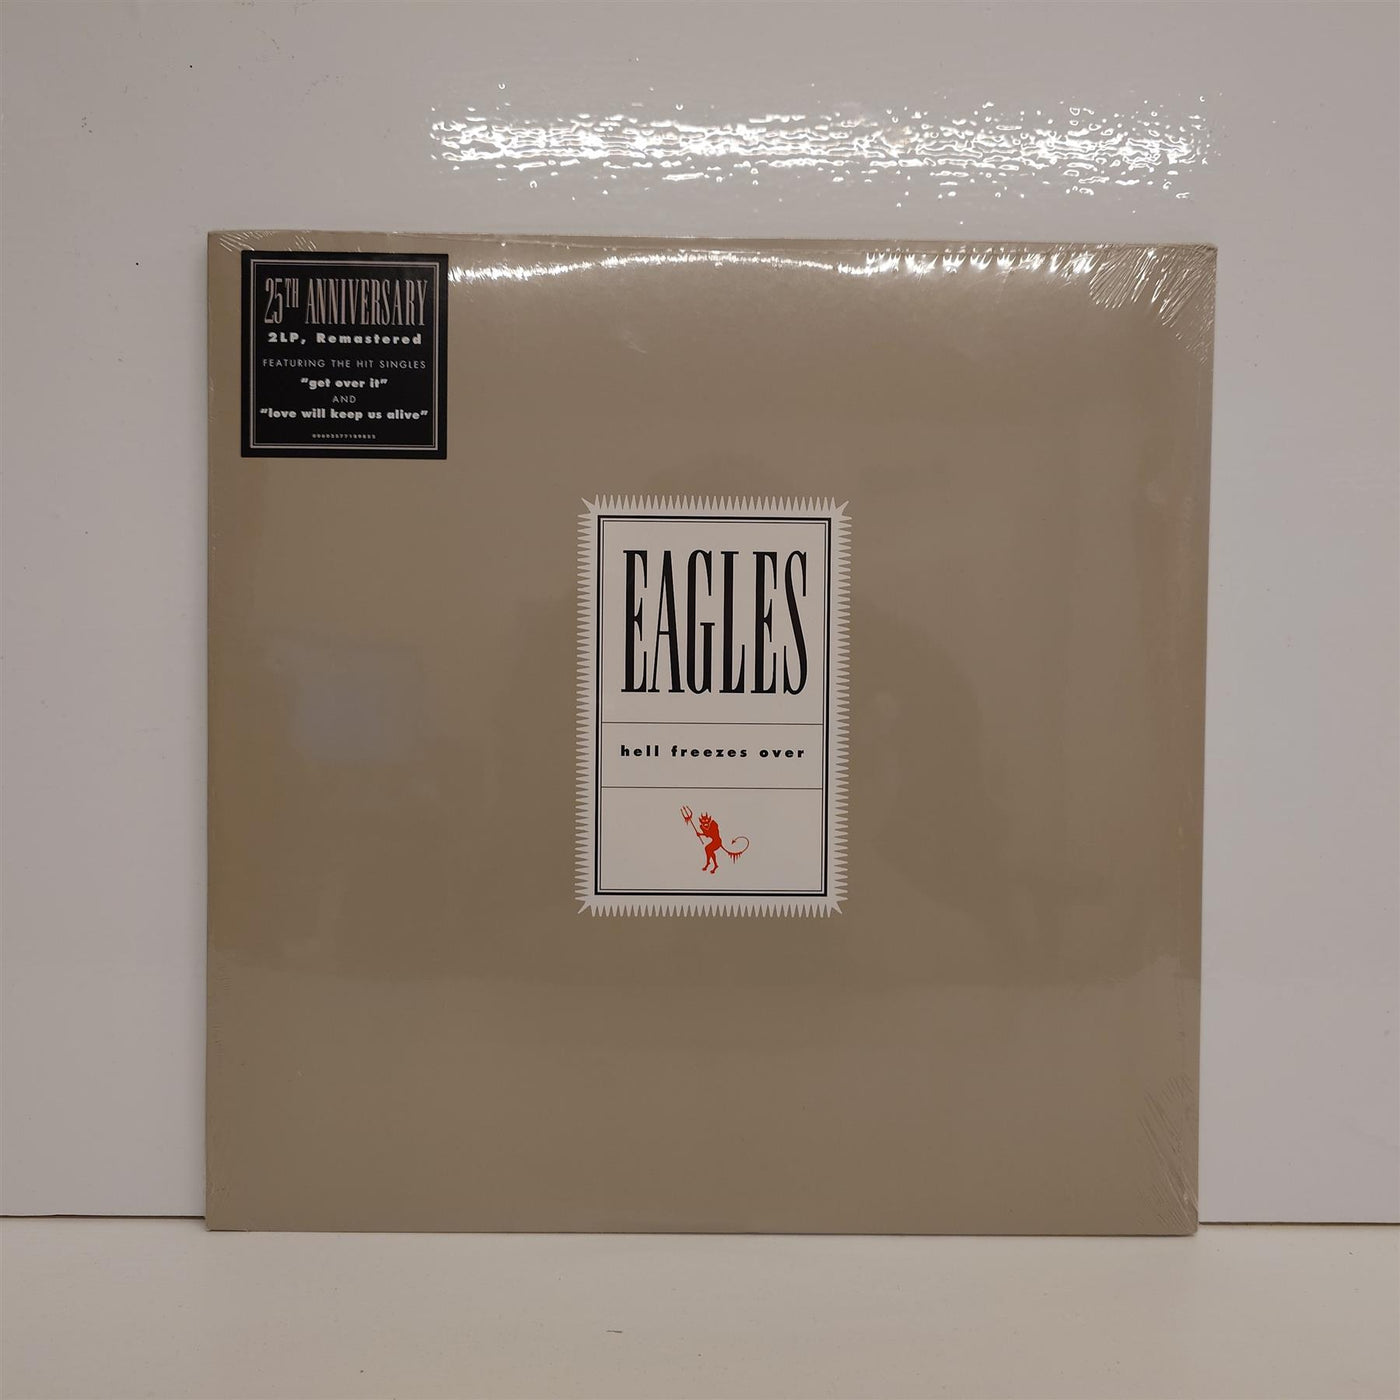 25TH ANNIVERSARY
2LP, Remastered
FEATURING THE HIT SINGLES
"get over it"
AND
"love will keep us alive"
EAGLES
hell freezes over